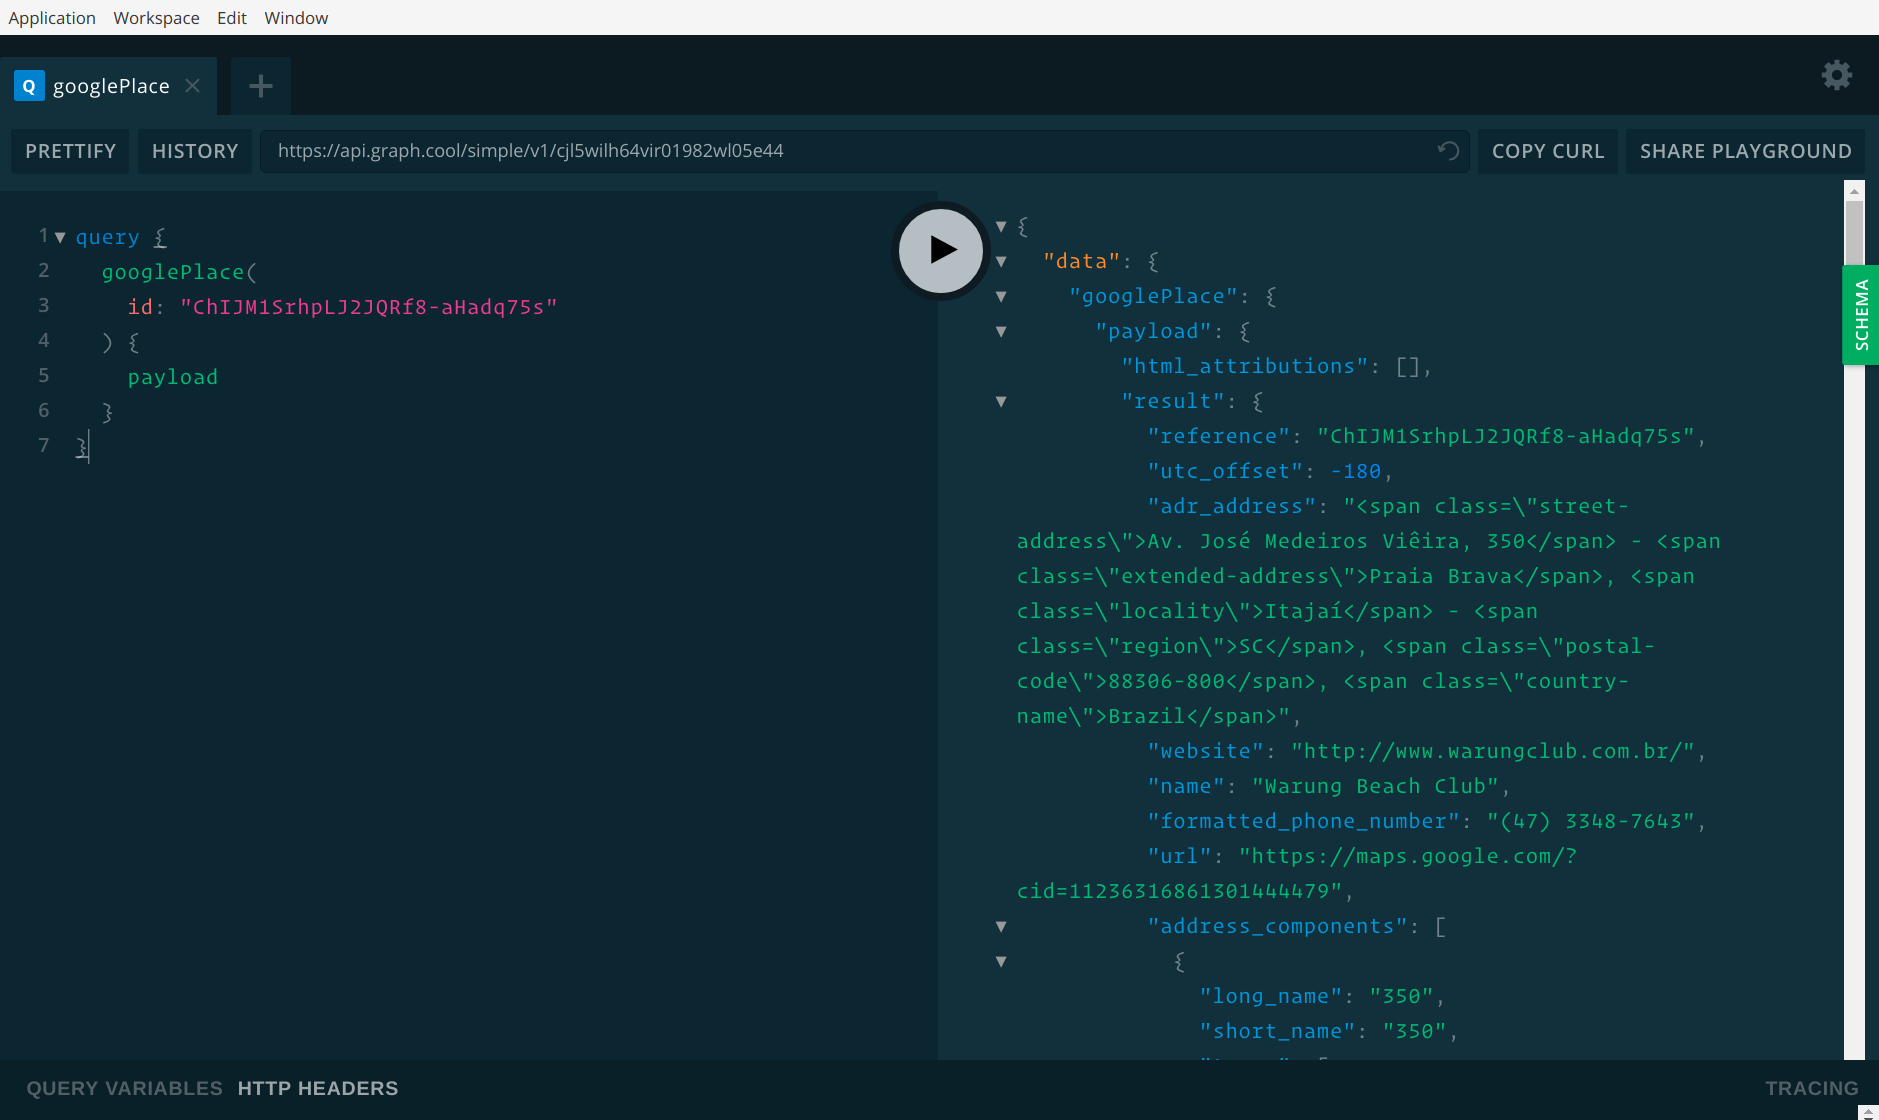 Application Workspace Edit Window
Q googlePlace
PRETTIFY HISTORY https://api.graph.cool/simple/v1/cjl5wilh64vir01982wl05e44 COPY CURL SHARE PLAYGROUND
1 query {
2 googlePlace(
3 id: "ChIJM1SrhpLJ2JQRf8-aHadq75s"
4 ) {
5 payload
6 }
7 }
{
"data": {
"googlePlace": {
"payload": {
"html_attributions": [],
"result": {
"reference": "ChIJM1SrhpLJ2JQRf8-aHadq75s",
"utc_offset": -180,
"adr_address": "<span class=\"street-
address\">Av. José Medeiros Viêira, 350</span> - <span
class=\"extended-address\">Praia Brava</span>, <span
class=\"locality\">Itajaí</span> - <span
class=\"region\">SC</span>, <span class=\"postal-
code\">88306-800</span>, <span class=\"country-
name\">Brazil</span>",
"website": "http://www.warungclub.com.br/",
"name": "Warung Beach Club",
"formatted_phone_number": "(47) 3348-7643",
"url": "https://maps.google.com/?
cid=11236316861301444479",
"address_components": [
{
"long_name": "350",
"short_name": "350",
SCHEMA
QUERY VARIABLES HTTP HEADERS
TRACING